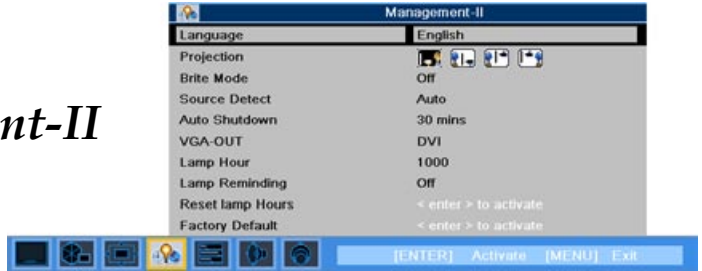 Management-II
Language English
Projection
Brite Mode Off
Source Detect Auto
Auto Shutdown 30 mins
nt-II
VGA-OUT DVI
Lamp Hour 1000
Lamp Reminding Off
Reset lamp Hours < enter > to activate
Factory Default < enter > to activate
[ENTER] Activate [MENU] Exit